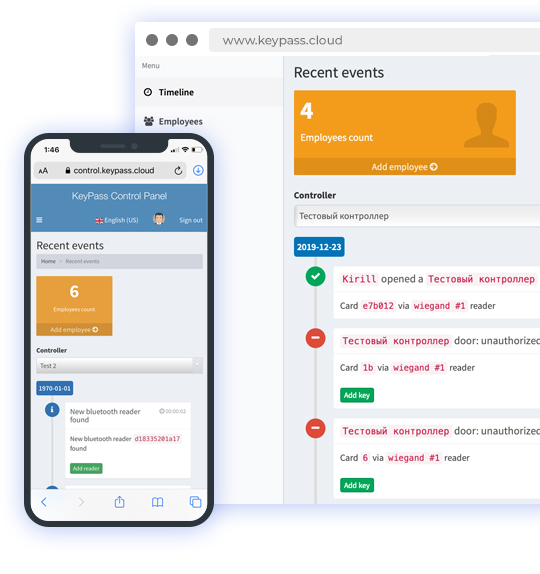 www.keypass.cloud
Menu
Timeline
Employees
Recent events
4
Employees count
Add employee
Controller
Тестовый контроллер
2019-12-23
Kirill opened a Тестовый контроллер
Card e7b012 via wiegand #1 reader
Тестовый контроллер door: unauthorized
Card 1b via wiegand #1 reader
Add key
Тестовый контроллер door: unauthorized
Card 6 via wiegand #1 reader
Add key
1:46
AA control.keypass.cloud
KeyPass Control Panel
English (US) Sign out
Recent events
Home > Recent events
6
Employees count
Add employee
Controller
Test 2
1970-01-01
New bluetooth reader found 00:00:02
New bluetooth reader d18335201a17
found
Add reader